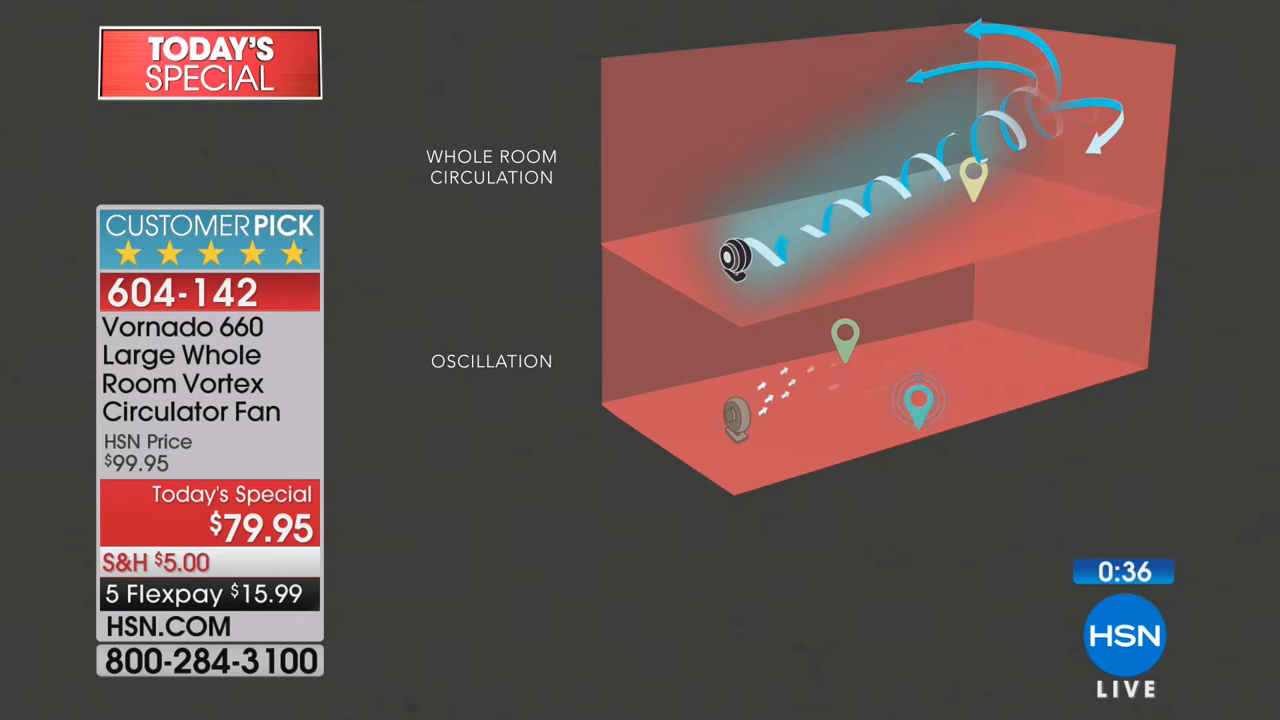 TODAY'S
SPECIAL
WHOLE ROOM
CIRCULATION
OSCILLATION
CUSTOMER PICK
604-142
Vornado 660
Large Whole
Room Vortex
Circulator Fan
HSN Price
$99.95
Today's Special
$79.95
S&H $5.00
5 Flexpay $15.99
HSN.COM
800-284-3100
0:36
HSN
LIVE